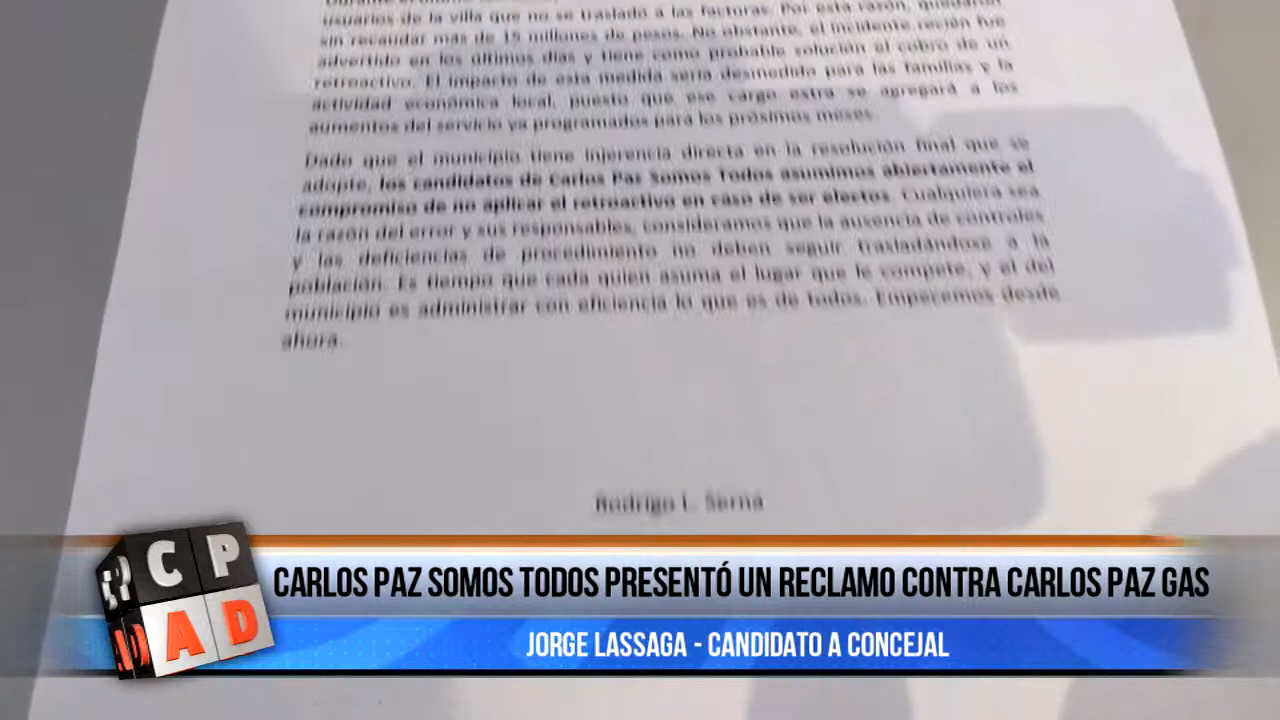 usuarios de la villa que no se traslado a las facturas. Por esta razón, quedaron
sin recaudar más de 15 millones de pesos. No obstante, el incidente recién fue
advertido en los últimos días y tiene como probable solución el cobro de un
retroactivo. El impacto de esta medida sería desmedido para las familias y la
actividad económica local, puesto que ese cargo extra se agregará a los
aumentos del servicio ya programados para los próximos meses.
Dado que el municipio tiene injerencia directa en la resolución final que se
adopte, los candidatos de Carlos Paz Somos Todos asumimos abiertamente el
compromiso de no aplicar el retroactivo en caso de ser electos. Cualquiera sea
la razón del error y sus responsables, consideramos que la ausencia de controles
y las deficiencias de procedimiento no deben seguir trasladándose a la
población. Es tiempo que cada quien asuma el lugar que le compete, y el del
municipio es administrar con eficiencia lo que es de todos. Empecemos desde
ahora.
Rodrigo L. Serna
CP
AD
CARLOS PAZ SOMOS TODOS PRESENTÓ UN RECLAMO CONTRA CARLOS PAZ GAS
JORGE LASSAGA - CANDIDATO A CONCEJAL